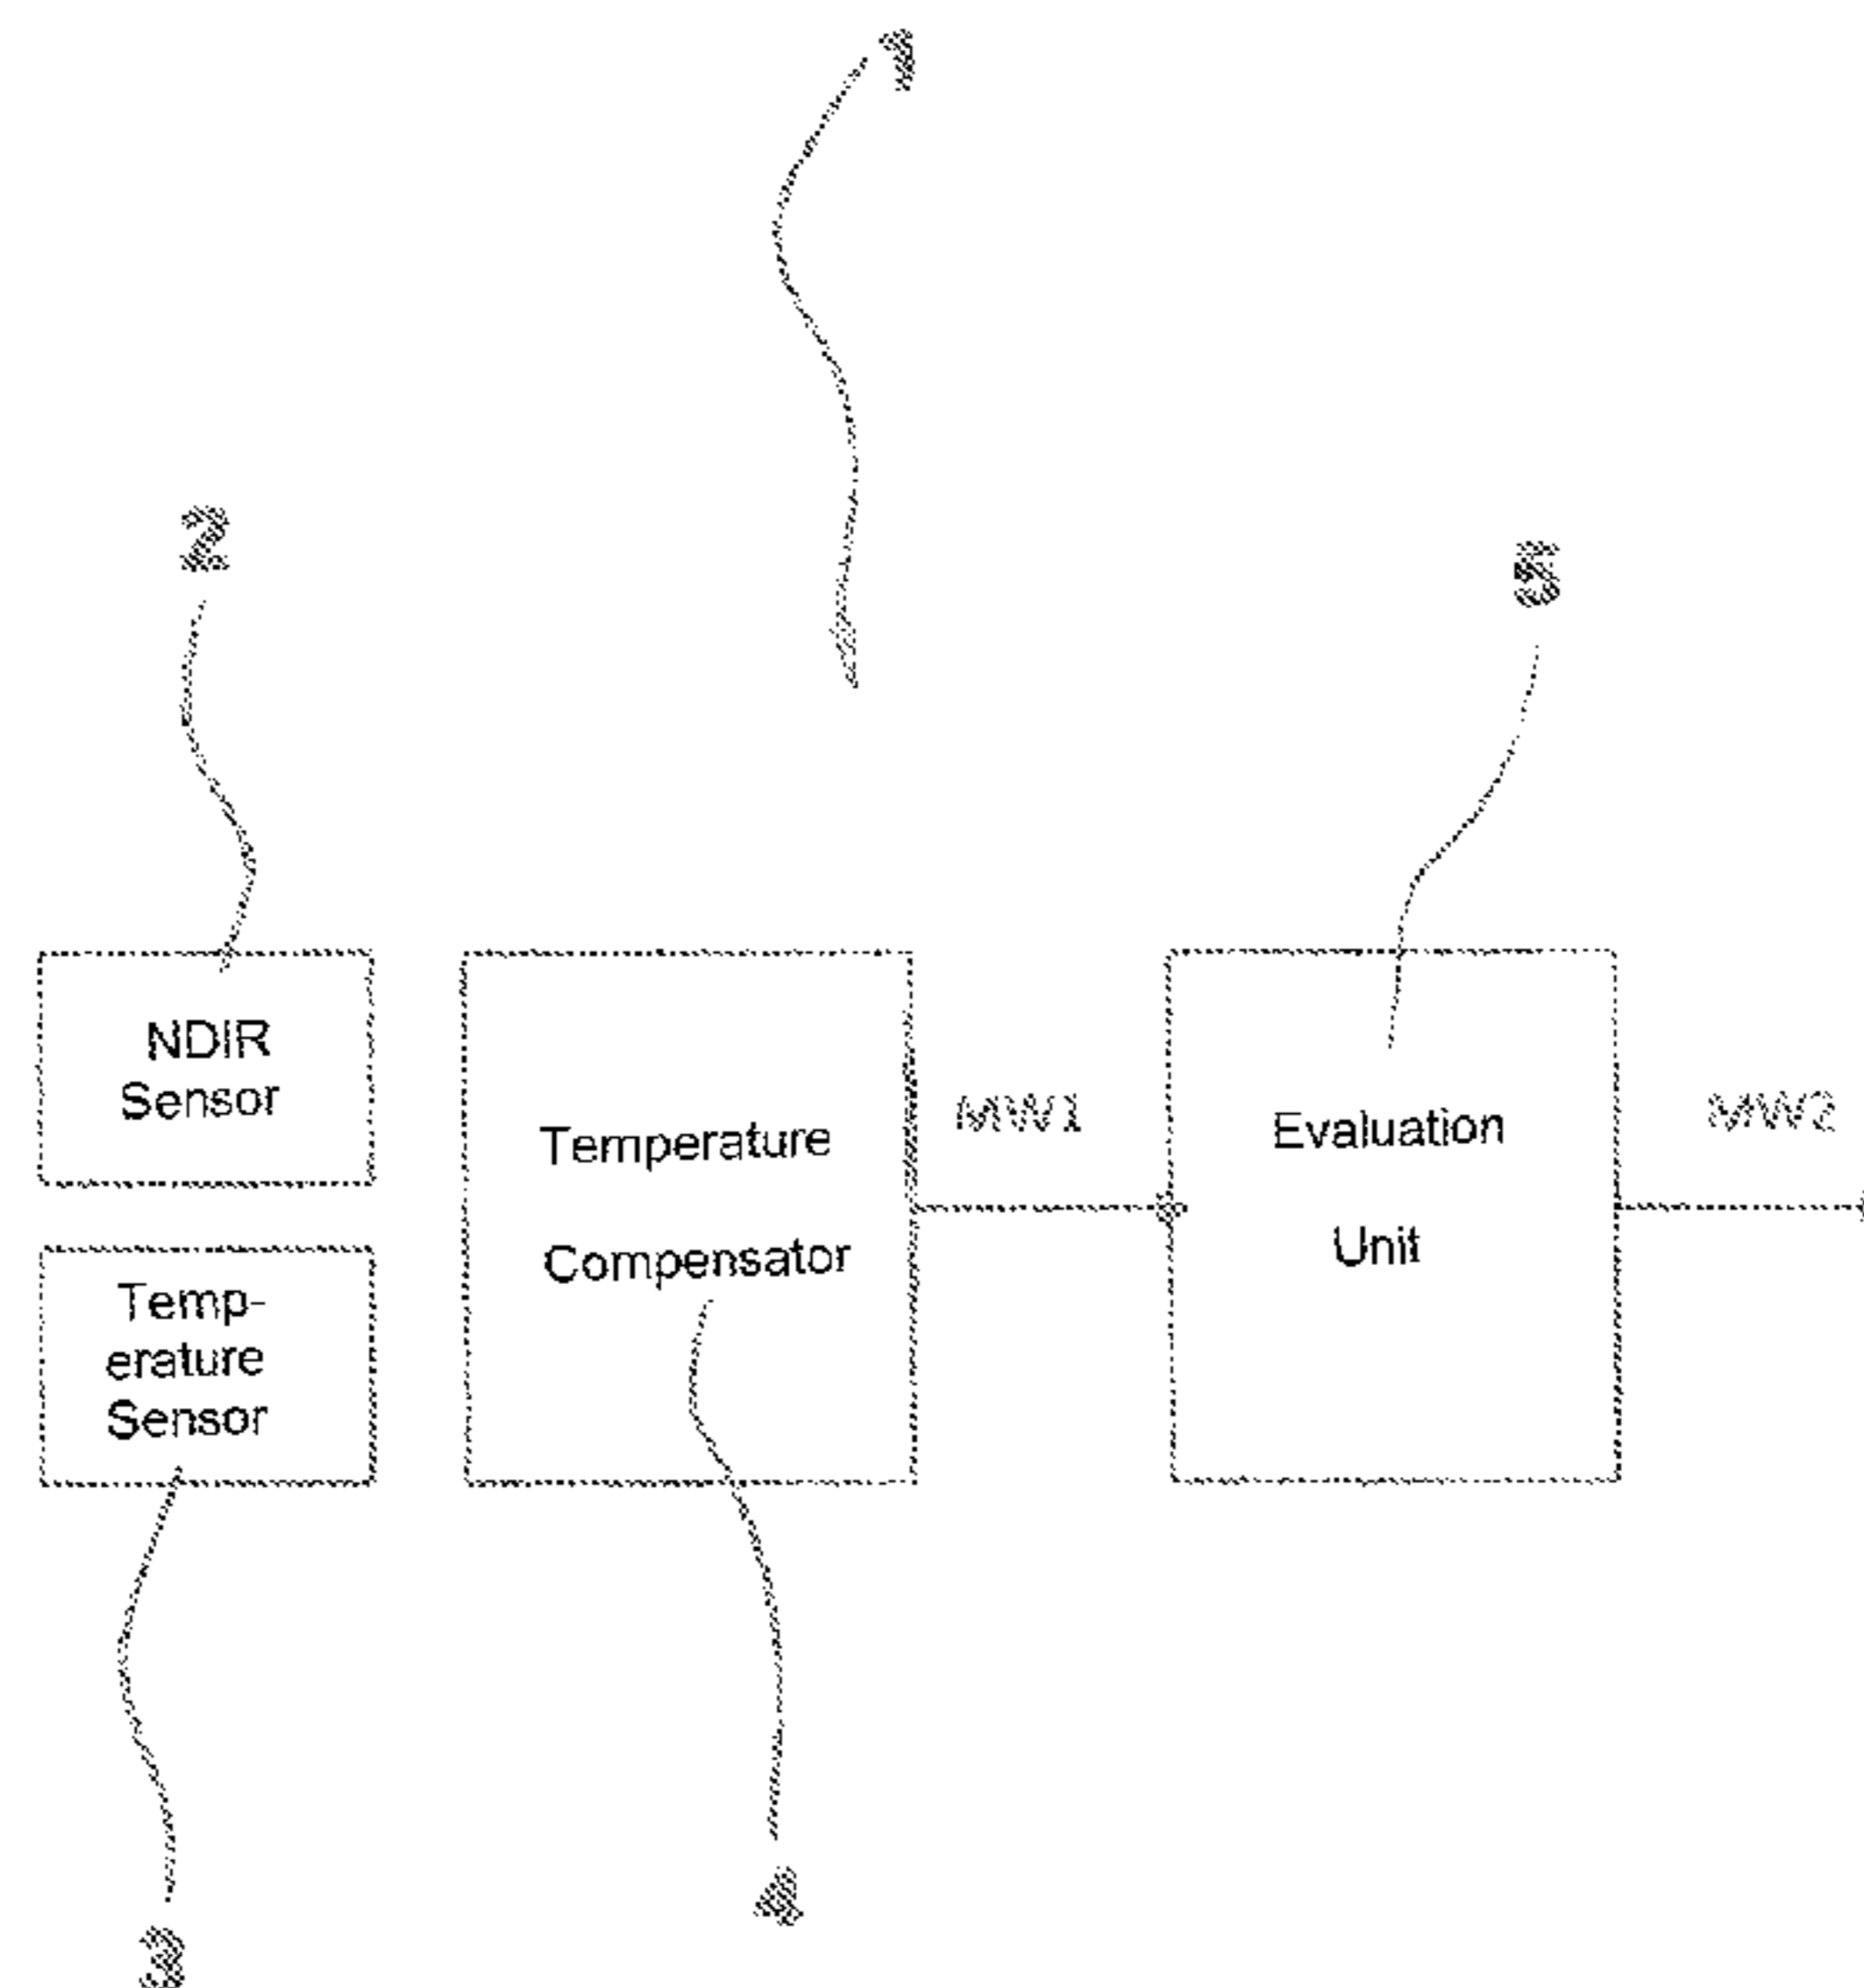 1
2
5
NDIR
Sensor
Temp-
erature
Sensor
Temperature
Compensator
MW1
Evaluation
Unit
MW2
4
3